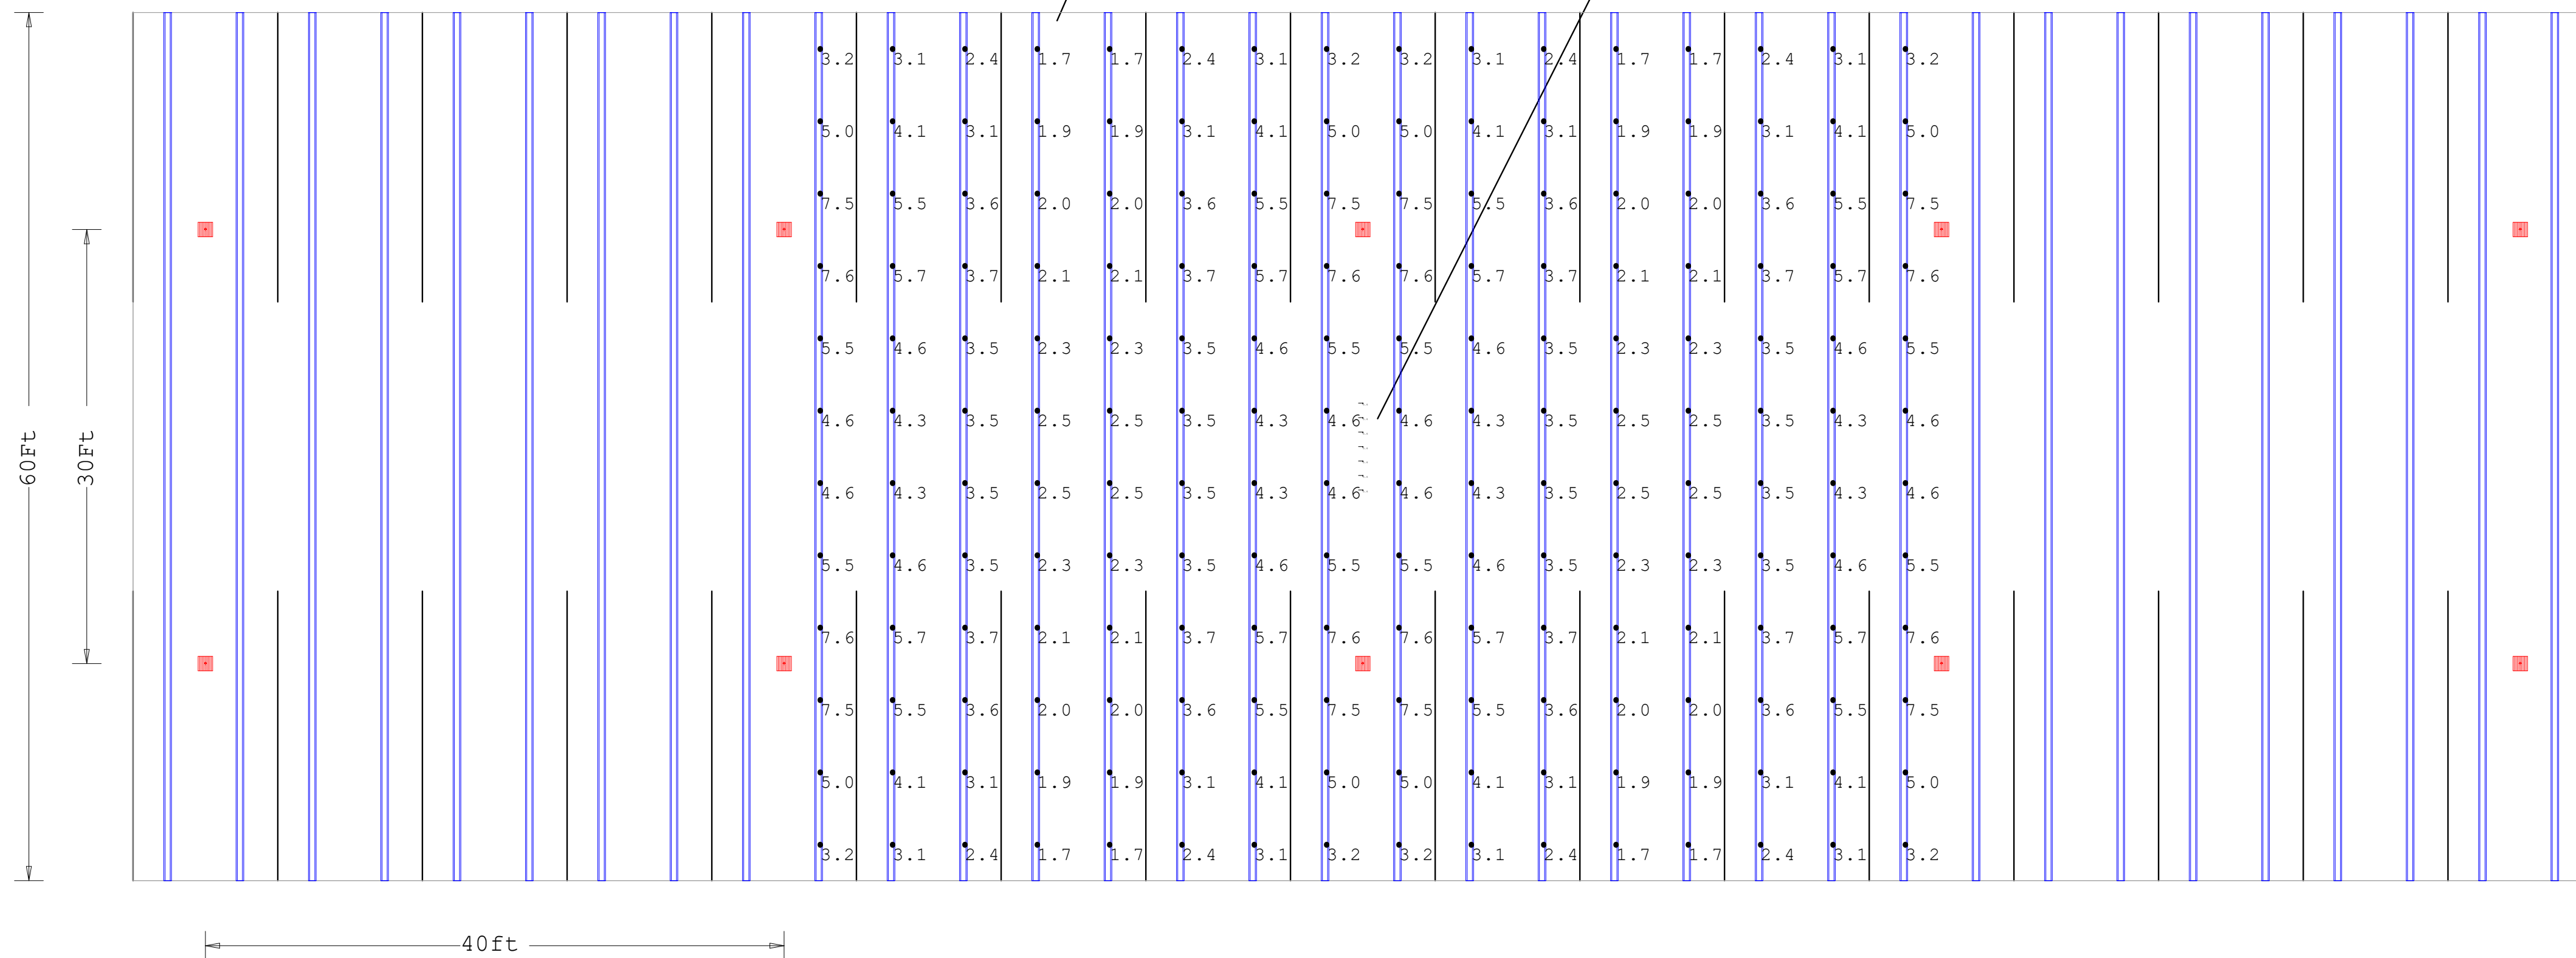 3.2 3.1 2.4 1.7 1.7 2.4 3.1 3.2 3.2 3.1 2.4 1.7 1.7 2.4 3.1 3.2
5.0 4.1 3.1 1.9 1.9 3.1 4.1 5.0 5.0 4.1 3.1 1.9 1.9 3.1 4.1 5.0
7.5 5.5 3.6 2.0 2.0 3.6 5.5 7.5 7.5 5.5 3.6 2.0 2.0 3.6 5.5 7.5
7.6 5.7 3.7 2.1 2.1 3.7 5.7 7.6 7.6 5.7 3.7 2.1 2.1 3.7 5.7 7.6
5.5 4.6 3.5 2.3 2.3 3.5 4.6 5.5 5.5 4.6 3.5 2.3 2.3 3.5 4.6 5.5
4.6 4.3 3.5 2.5 2.5 3.5 4.3 4.6 4.6 4.3 3.5 2.5 2.5 3.5 4.3 4.6
60Ft
30Ft
4.6 4.3 3.5 2.5 2.5 3.5 4.3 4.6 4.6 4.3 3.5 2.5 2.5 3.5 4.3 4.6
5.5 4.6 3.5 2.3 2.3 3.5 4.6 5.5 5.5 4.6 3.5 2.3 2.3 3.5 4.6 5.5
7.6 5.7 3.7 2.1 2.1 3.7 5.7 7.6 7.6 5.7 3.7 2.1 2.1 3.7 5.7 7.6
7.5 5.5 3.6 2.0 2.0 3.6 5.5 7.5 7.5 5.5 3.6 2.0 2.0 3.6 5.5 7.5
5.0 4.1 3.1 1.9 1.9 3.1 4.1 5.0 5.0 4.1 3.1 1.9 1.9 3.1 4.1 5.0
3.2 3.1 2.4 1.7 1.7 2.4 3.1 3.2 3.2 3.1 2.4 1.7 1.7 2.4 3.1 3.2
40ft